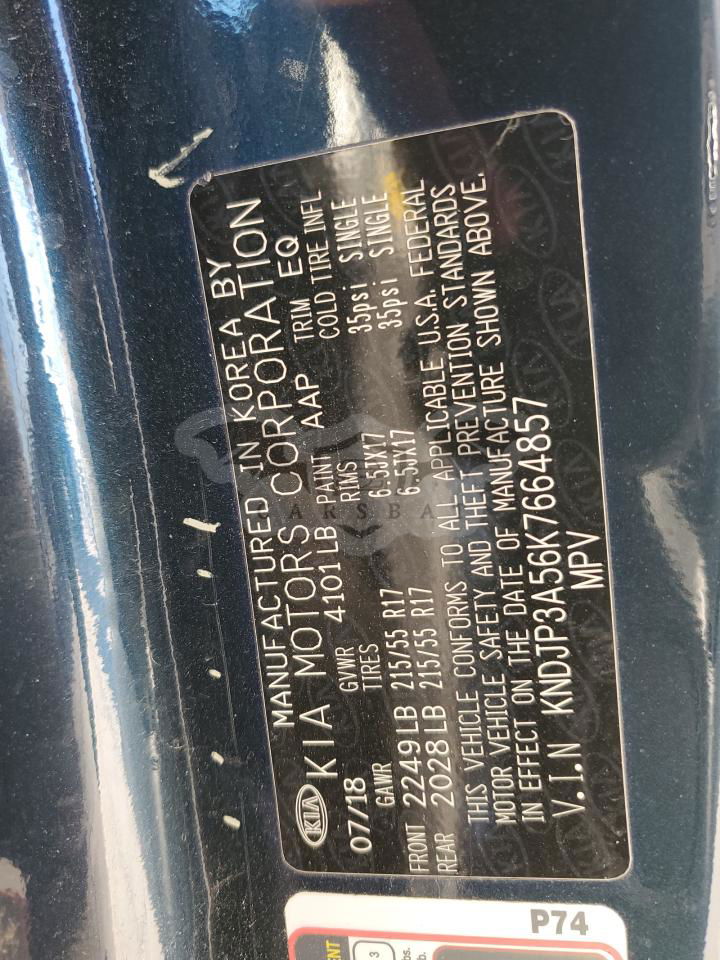 MANUFACTURED IN KOREA BY
KIA KIA MOTORS CORPORATION
07/18 GVWR 4101LB PAINT AAP TRIM EQ
GAWR TIRES RIMS COLD TIRE INFL
FRONT 2249LB 215/55 R17 6.5JX17 35psi SINGLE
REAR 2028LB 215/55 R17 6.5JX17 35psi SINGLE
THIS VEHICLE CONFORMS TO ALL APPLICABLE U.S.A. FEDERAL
MOTOR VEHICLE SAFETY AND THEFT PREVENTION STANDARDS
IN EFFECT ON THE DATE OF MANUFACTURE SHOWN ABOVE.
V.I.N KNDJP3A56K7664857
MPV
P74
3